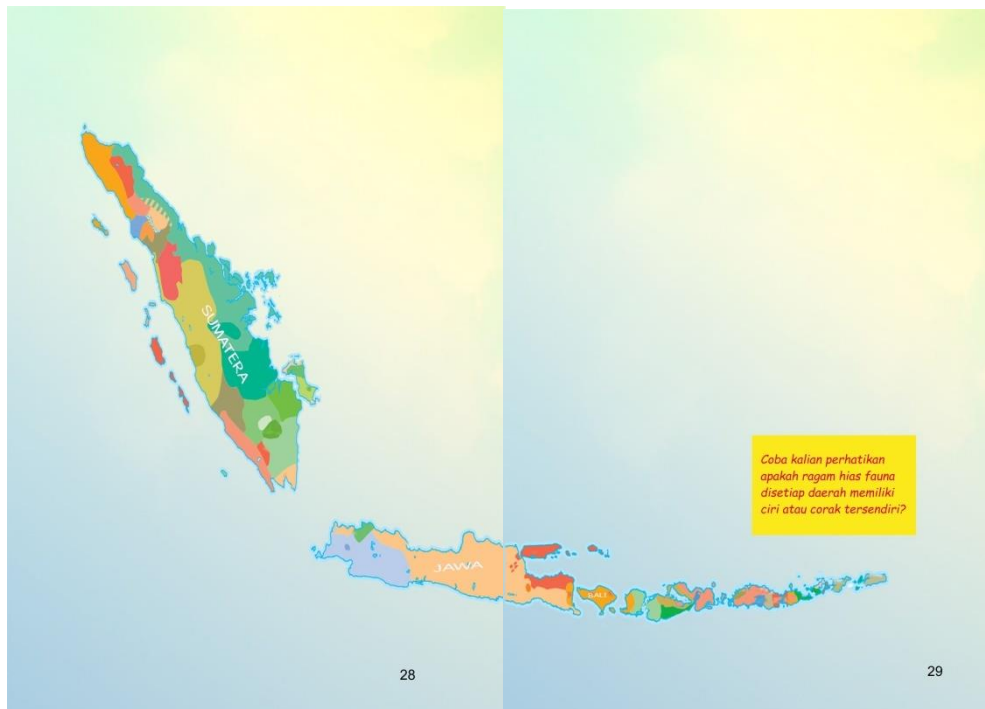 SUMATERA
Coba kalian perhatikan
apakah ragam hias fauna
disetiap daerah memiliki
ciri atau corak tersendiri?
JAWA
BALI
28
29